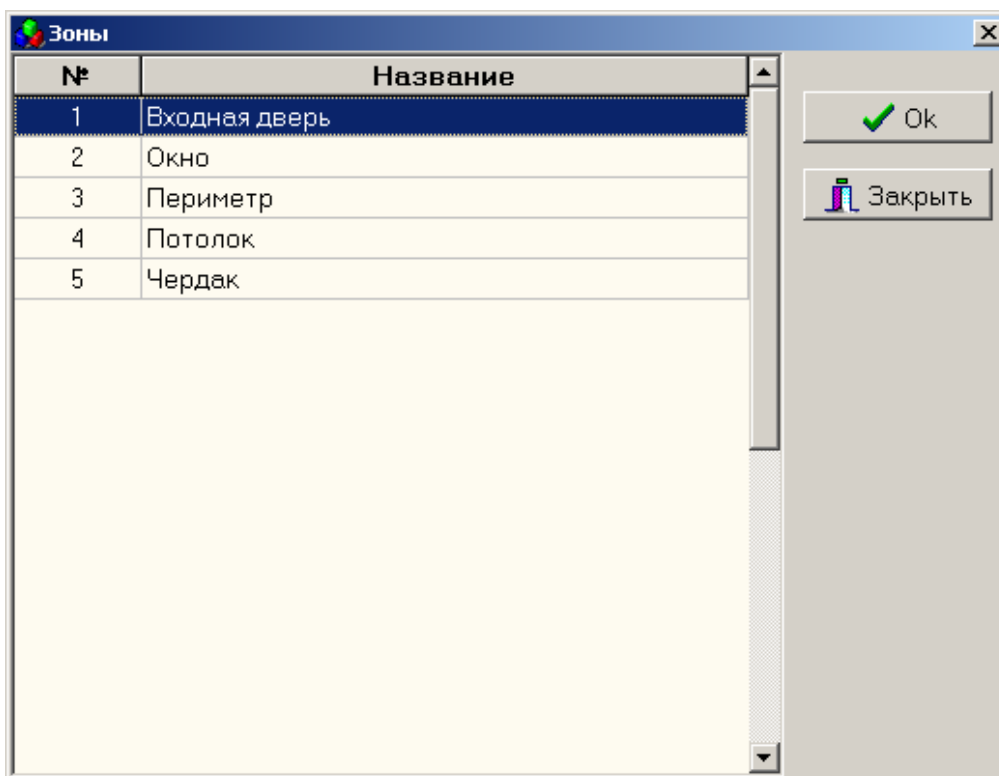 Зоны
№ Название
1 Входная дверь
2 Окно
3 Периметр
4 Потолок
5 Чердак
Ok
Закрыть